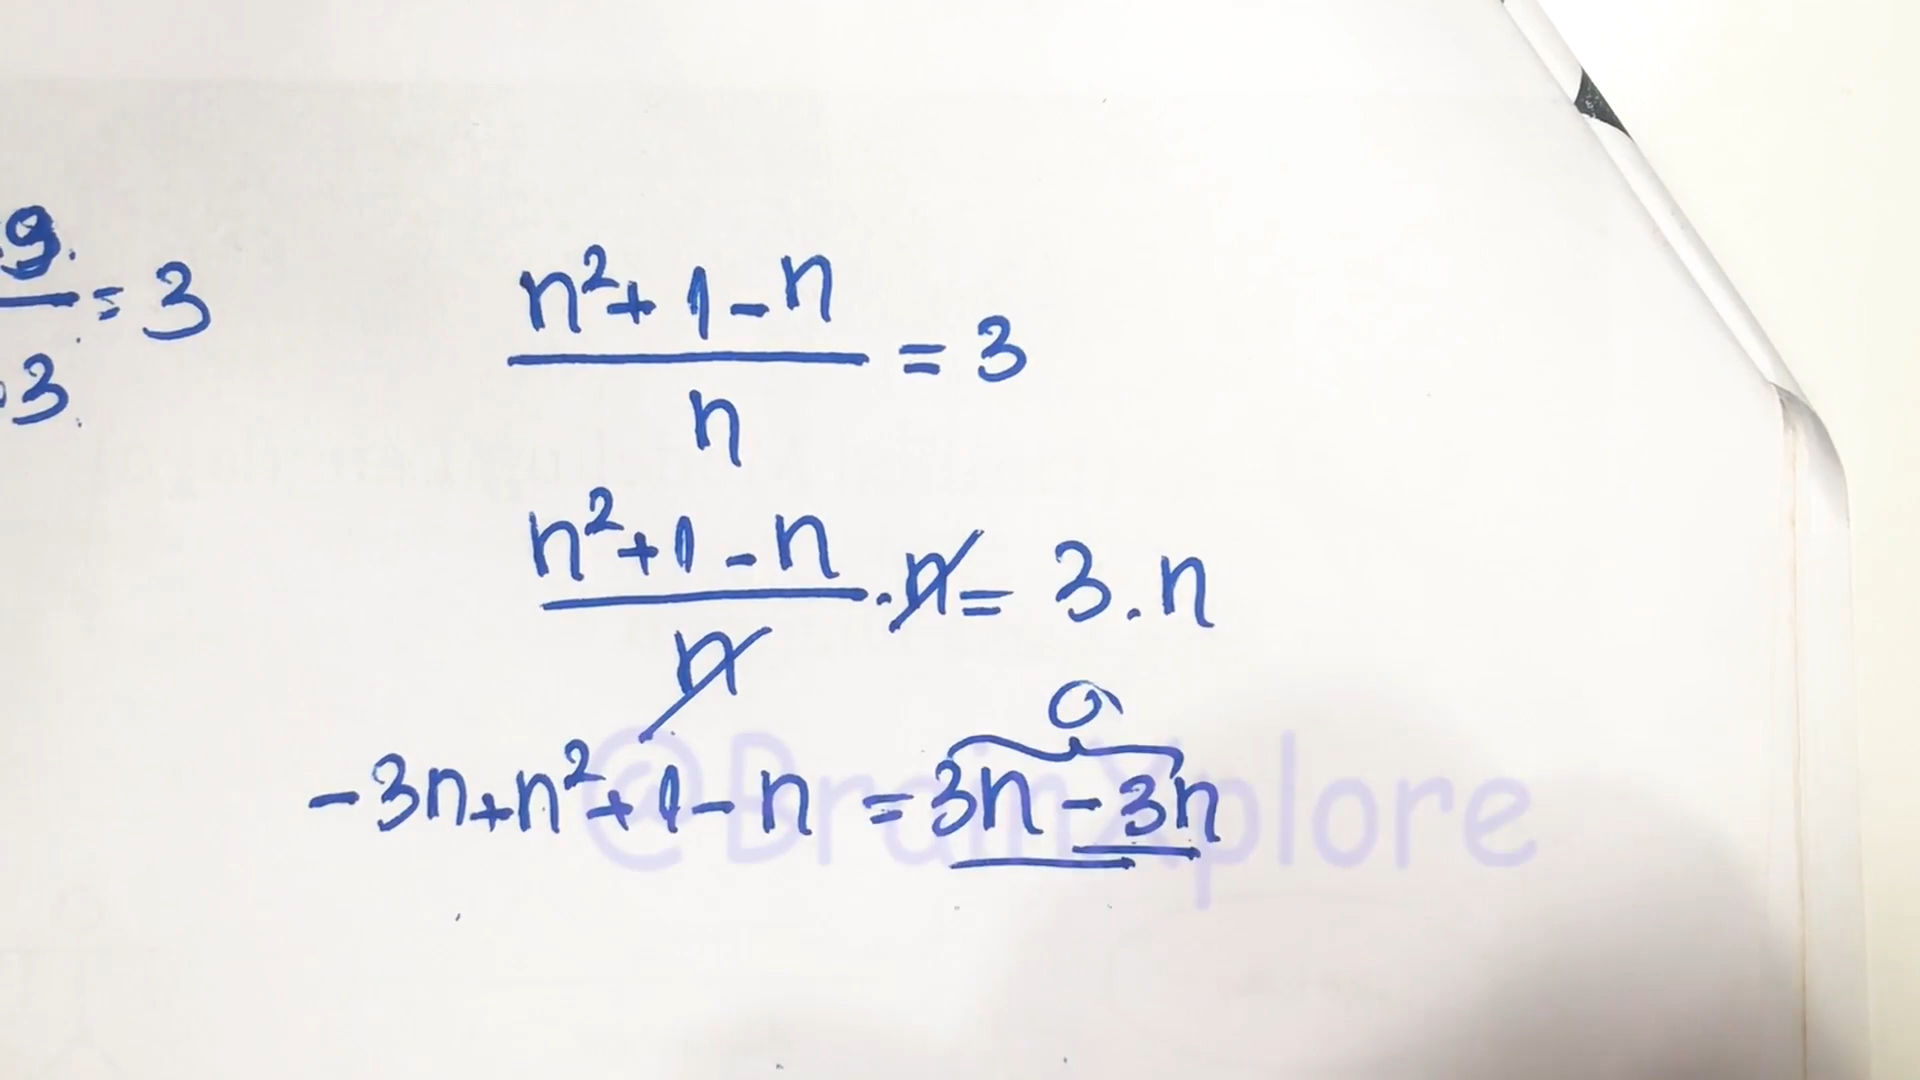 9.
= 3
3
n²+1-n
= 3
n
n²+1-n . n = 3.n
n
0
-3n+n²+1-n = 3n-3n
@BrainXplore